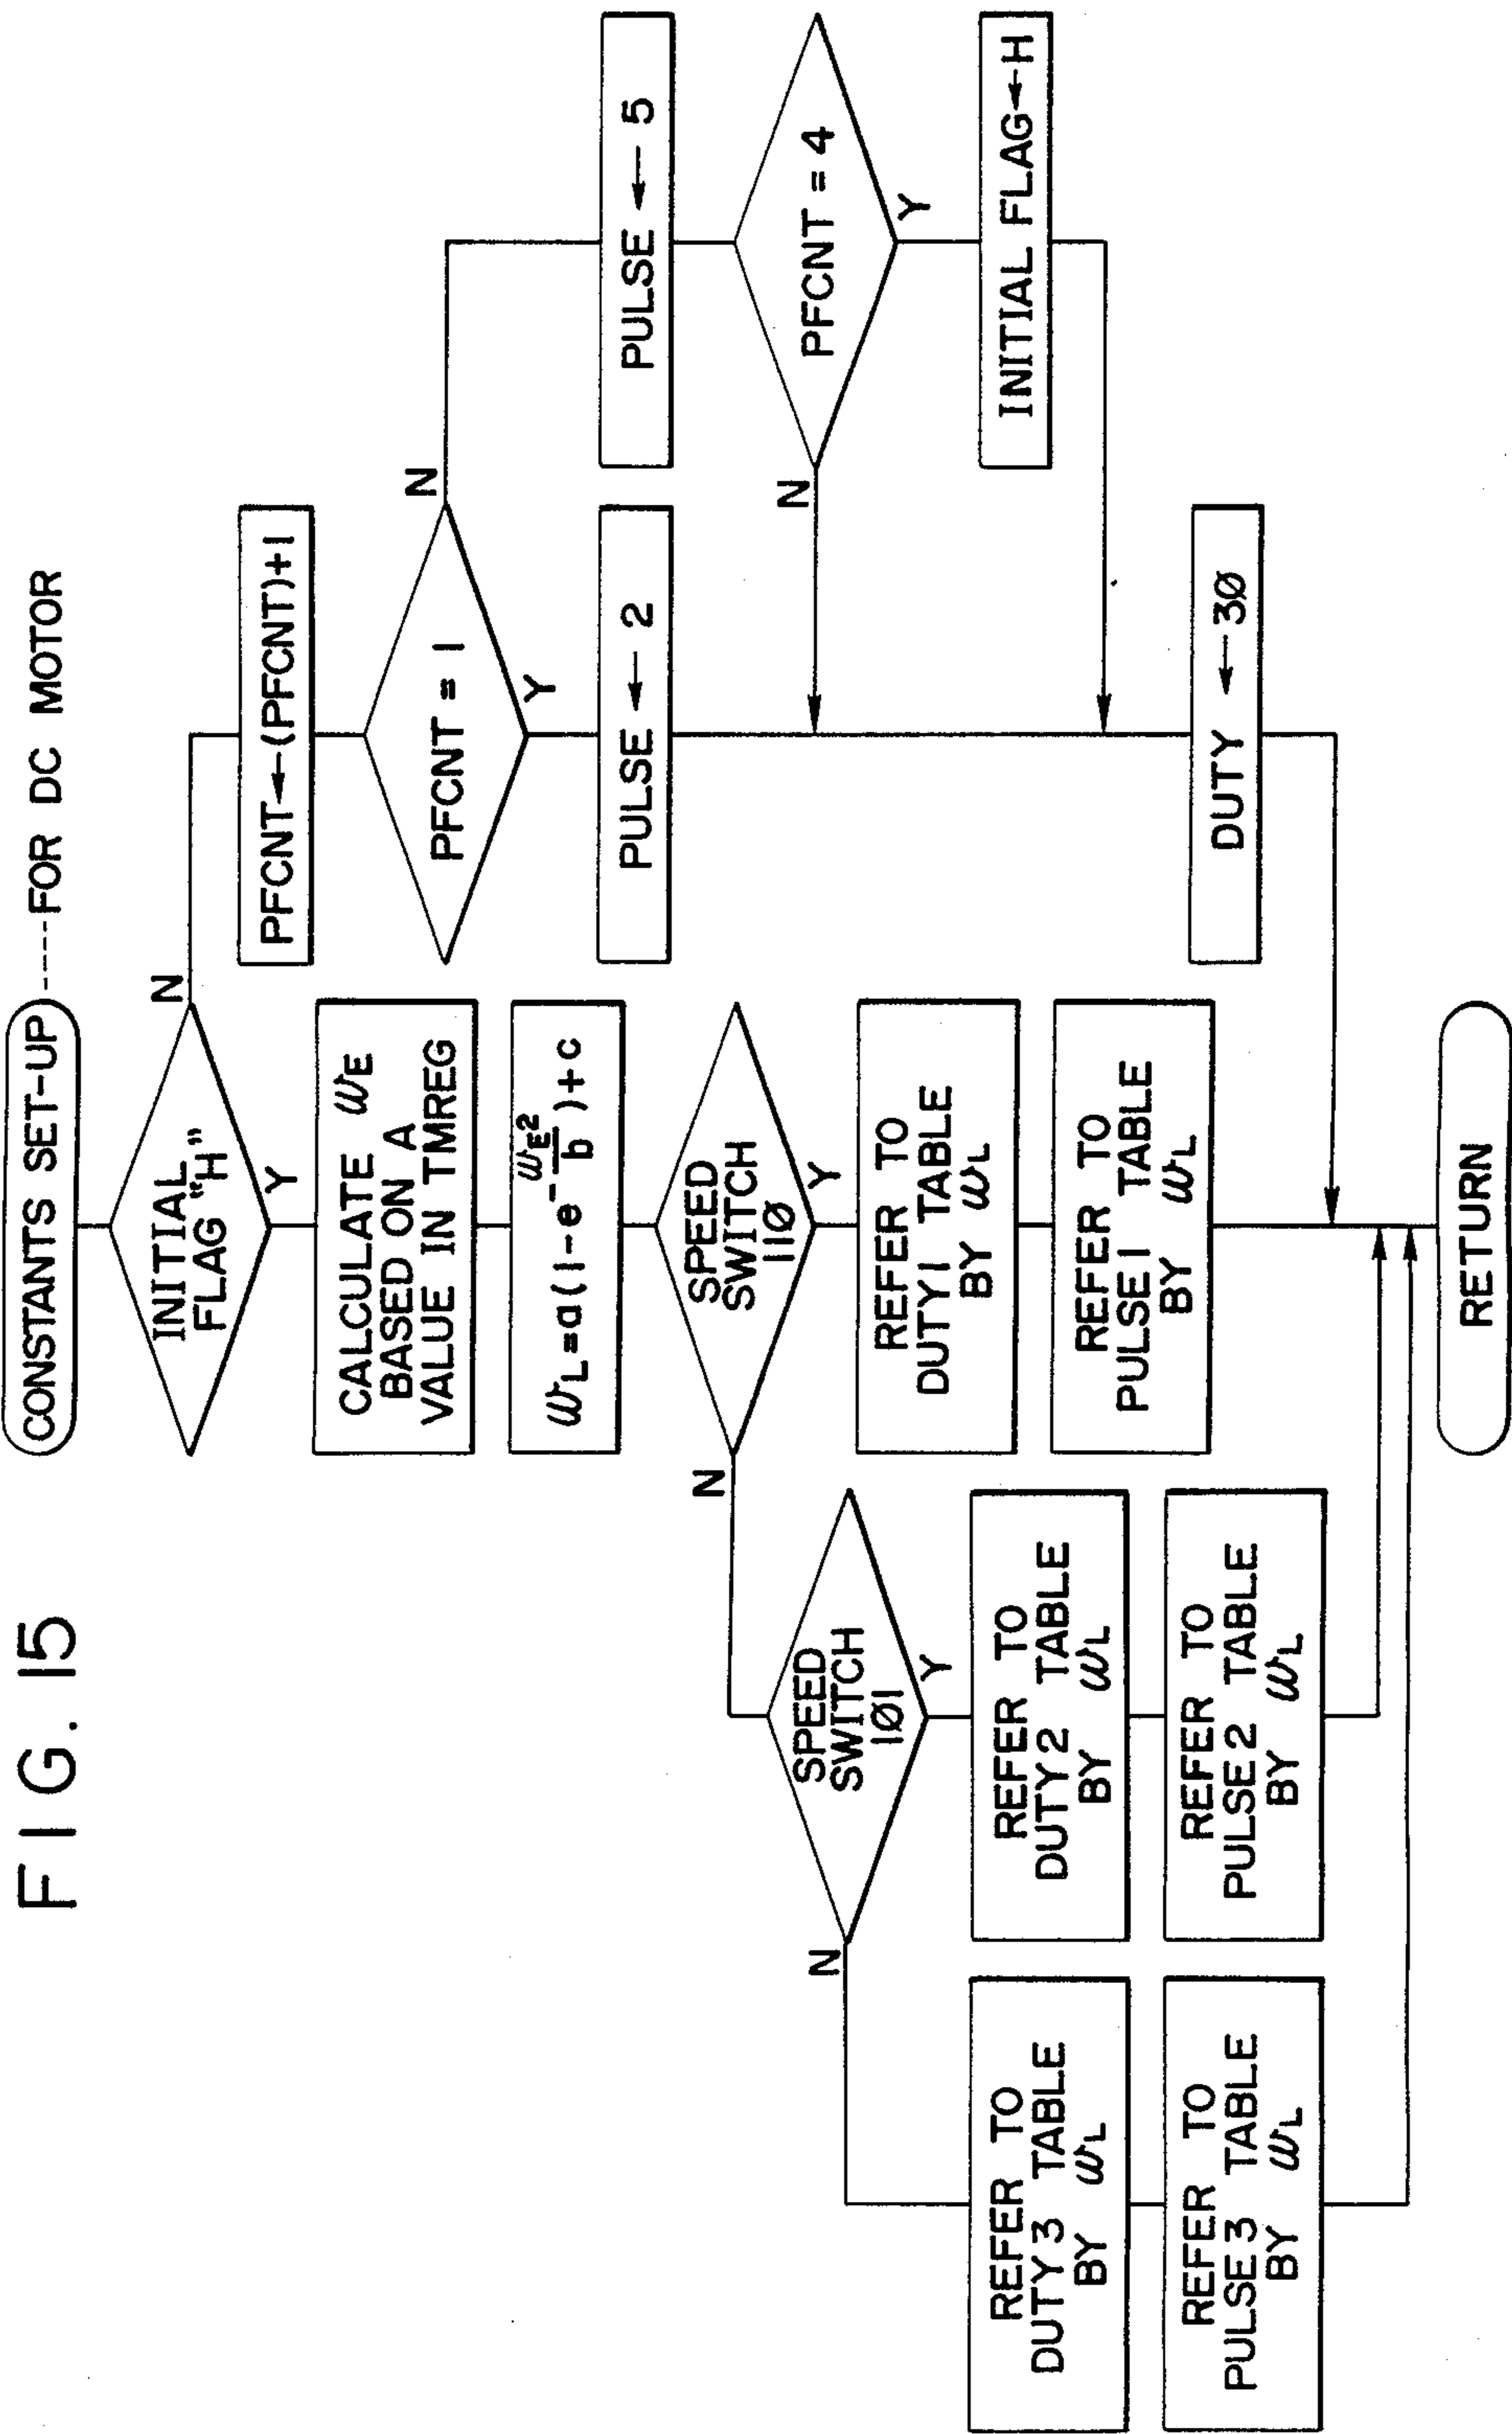 FIG. 15
CONSTANTS SET-UP ----FOR DC MOTOR
INITIAL
FLAG "H"
N
Y
PFCNT←(PFCNT)+1
CALCULATE ωE
BASED ON A
VALUE IN TMREG
PFCNT = 1
N
Y
ωL=a(1-e^-ωE²/b)+c
PULSE ← 2
PULSE ← 5
SPEED
SWITCH
11Ø
N
Y
PFCNT = 4
N
Y
SPEED
SWITCH
1Ø1
N
Y
REFER TO
DUTY1 TABLE
BY ωL
INITIAL FLAG←H
REFER TO
DUTY3 TABLE
BY ωL
REFER TO
DUTY2 TABLE
BY ωL
REFER TO
PULSE1 TABLE
BY ωL
REFER TO
PULSE3 TABLE
BY ωL
REFER TO
PULSE2 TABLE
BY ωL
DUTY ←3Ø
RETURN